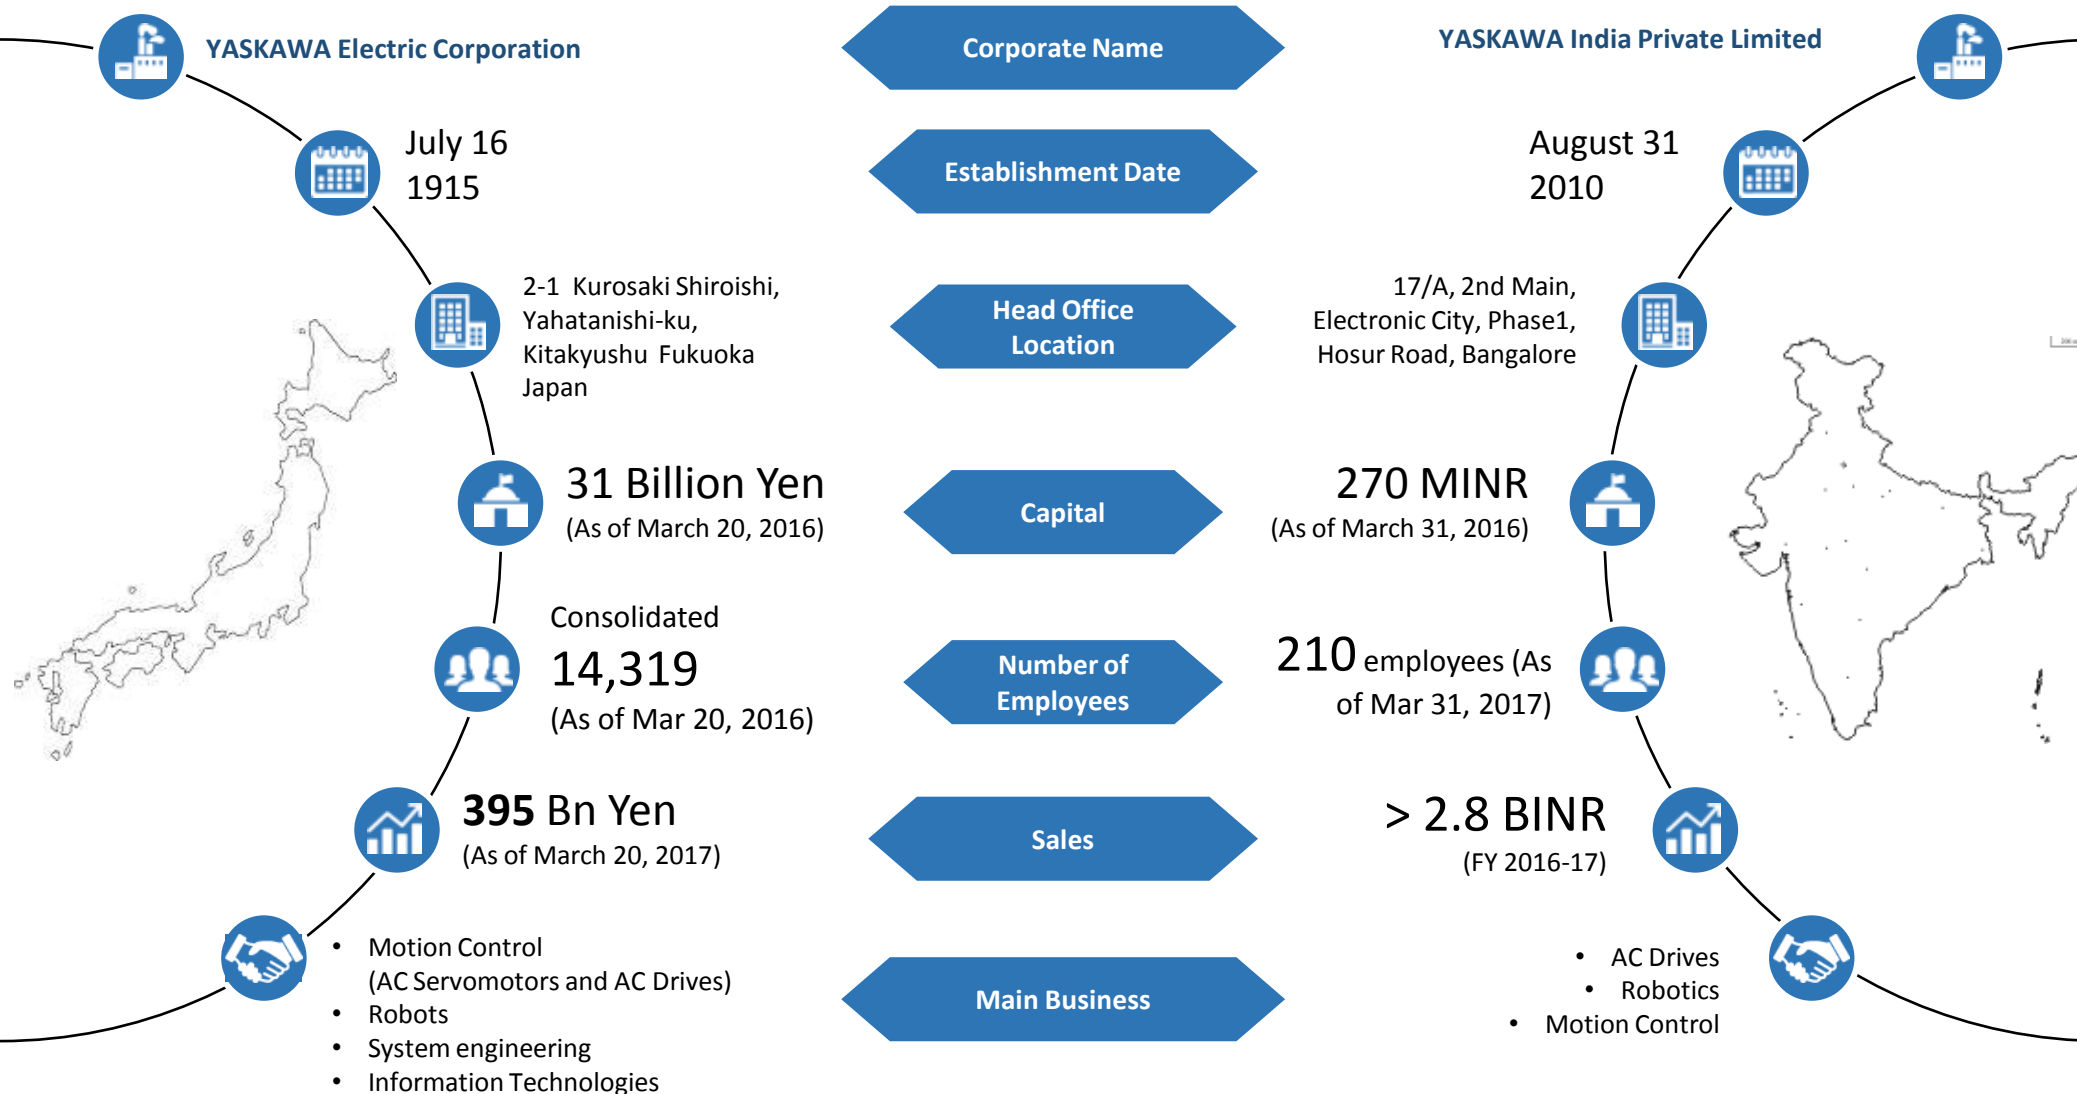 YASKAWA Electric Corporation
Corporate Name
YASKAWA India Private Limited
July 16
1915
Establishment Date
August 31
2010
2-1 Kurosaki Shiroishi,
Yahatanishi-ku,
Kitakyushu Fukuoka
Japan
Head Office
Location
17/A, 2nd Main,
Electronic City, Phase1,
Hosur Road, Bangalore
31 Billion Yen
(As of March 20, 2016)
Capital
270 MINR
(As of March 31, 2016)
Consolidated
14,319
(As of Mar 20, 2016)
Number of
Employees
210 employees (As
of Mar 31, 2017)
395 Bn Yen
(As of March 20, 2017)
Sales
> 2.8 BINR
(FY 2016-17)
• Motion Control
(AC Servomotors and AC Drives)
• Robots
• System engineering
• Information Technologies
Main Business
• AC Drives
• Robotics
• Motion Control